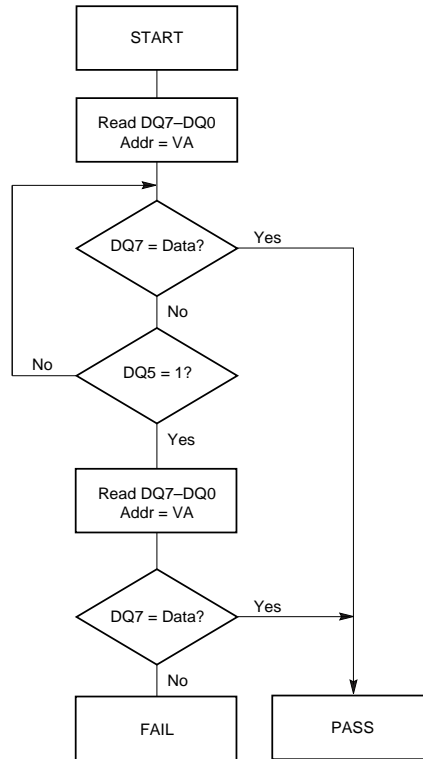 START
Read DQ7–DQ0
Addr = VA
DQ7 = Data?
Yes
No
No
DQ5 = 1?
Yes
Read DQ7–DQ0
Addr = VA
DQ7 = Data?
Yes
No
FAIL
PASS